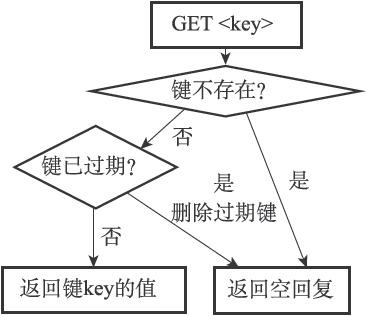 GET <key>
键不存在?
否
键已过期?
是
是
删除过期键
否
返回键key的值
返回空回复